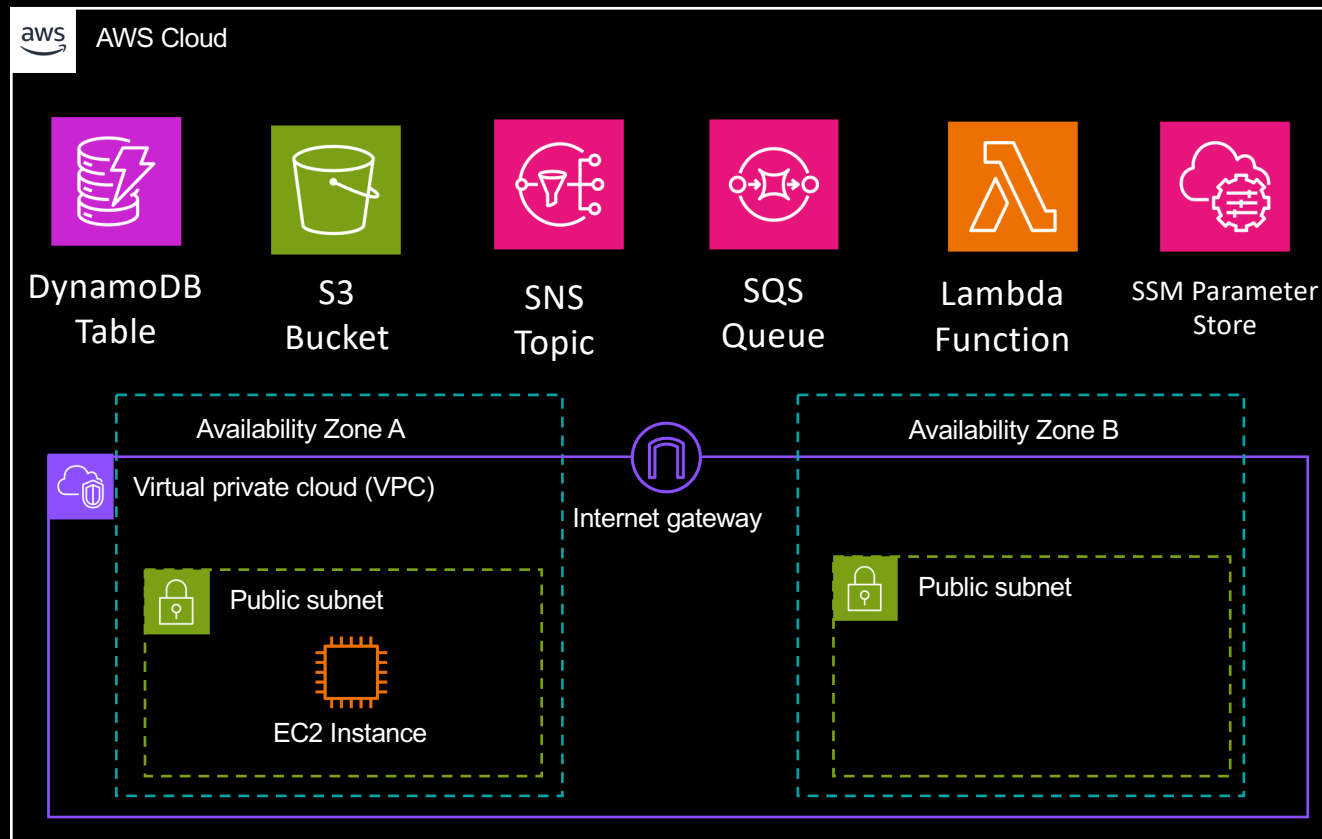 aws
AWS Cloud
DynamoDB
Table
S3
Bucket
SNS
Topic
SQS
Queue
Lambda
Function
SSM Parameter
Store
Availability Zone A
Availability Zone B
Virtual private cloud (VPC)
Internet gateway
Public subnet
EC2 Instance
Public subnet